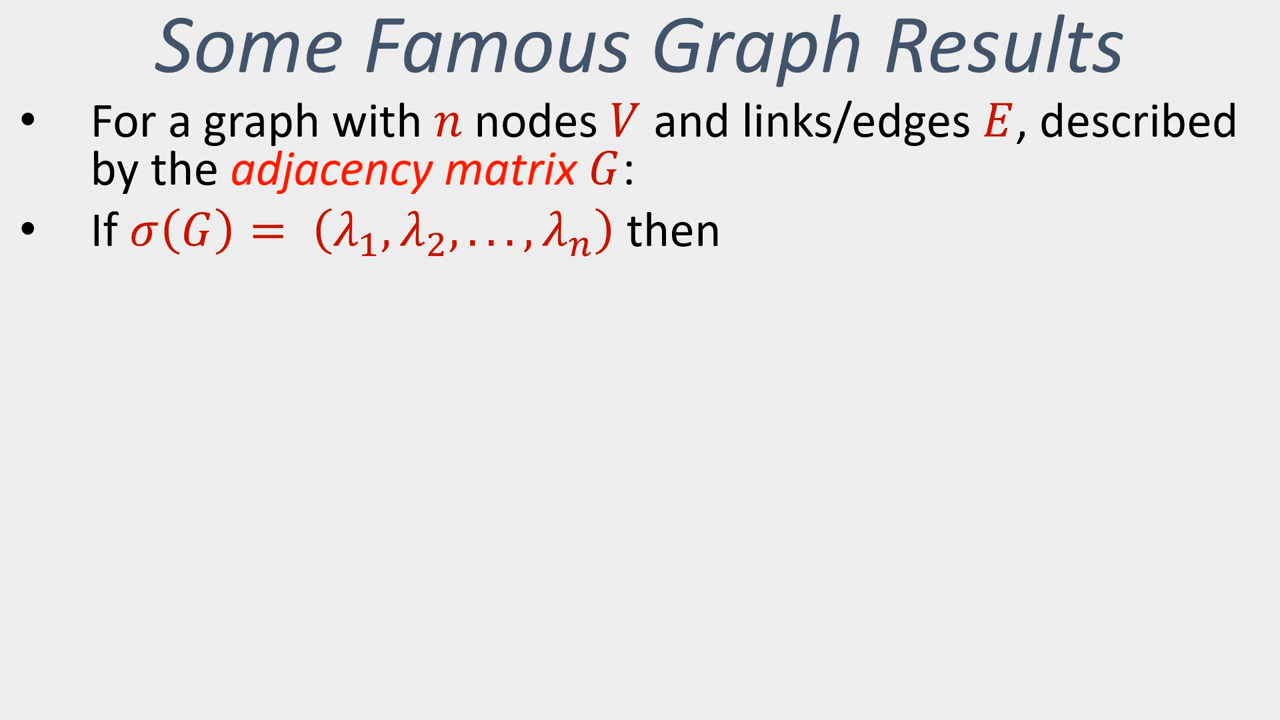 Some Famous Graph Results
• For a graph with n nodes V and links/edges E, described
by the adjacency matrix G:
• If σ(G) = (λ₁, λ₂, . . . , λₙ) then